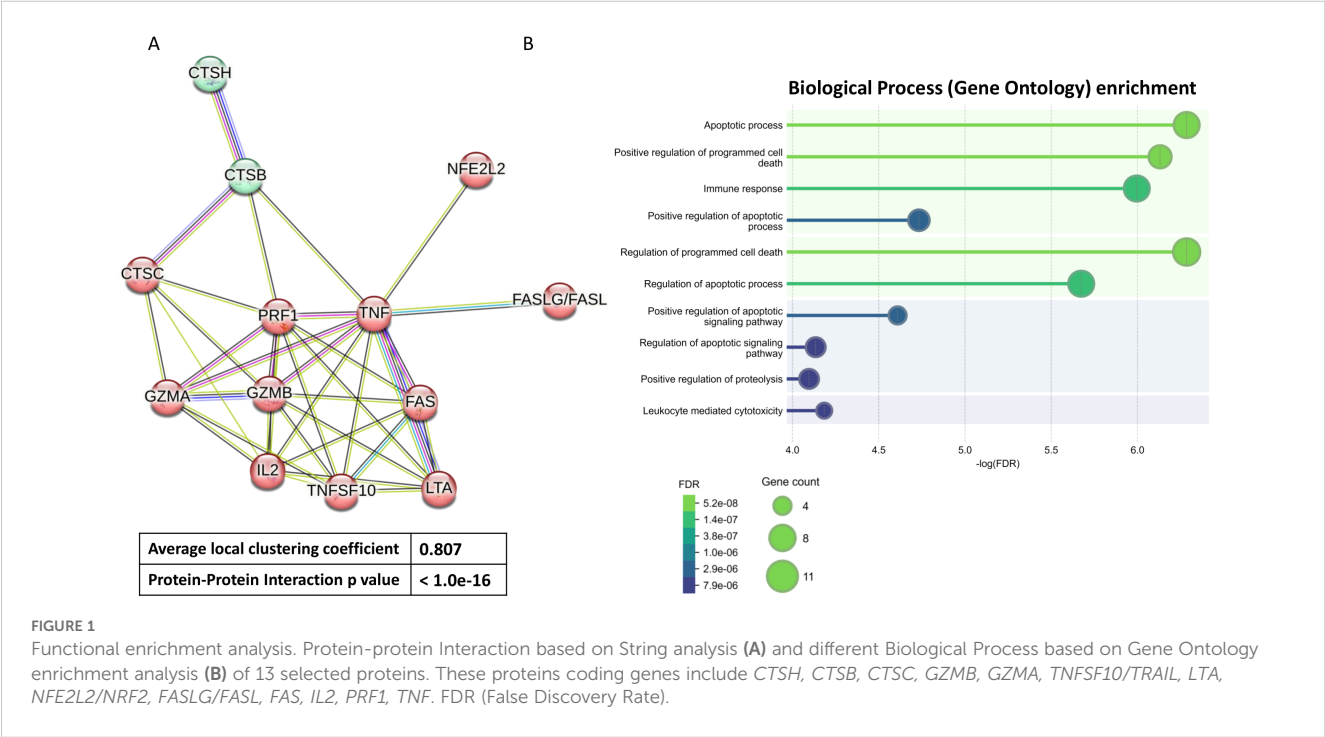 A
B
CTSH
CTSB
NFE2L2
CTSC
FASLG/FASL
PRF1
TNF
GZMA
GZMB
FAS
IL2
TNFSF10
LTA
Average local clustering coefficient 0.807
Protein-Protein Interaction p value < 1.0e-16
Biological Process (Gene Ontology) enrichment
Apoptotic process
Positive regulation of programmed cell
death
Immune response
Positive regulation of apoptotic
process
Regulation of programmed cell death
Regulation of apoptotic process
Positive regulation of apoptotic
signaling pathway
Regulation of apoptotic signaling
pathway
Positive regulation of proteolysis
Leukocyte mediated cytotoxicity
4.0 4.5 5.0 5.5 6.0
-log(FDR)
FDR
5.2e-08
1.4e-07
3.8e-07
1.0e-06
2.9e-06
7.9e-06
Gene count
4
8
11
FIGURE 1
Functional enrichment analysis. Protein-protein Interaction based on String analysis (A) and different Biological Process based on Gene Ontology
enrichment analysis (B) of 13 selected proteins. These proteins coding genes include CTSH, CTSB, CTSC, GZMB, GZMA, TNFSF10/TRAIL, LTA,
NFE2L2/NRF2, FASLG/FASL, FAS, IL2, PRF1, TNF. FDR (False Discovery Rate).